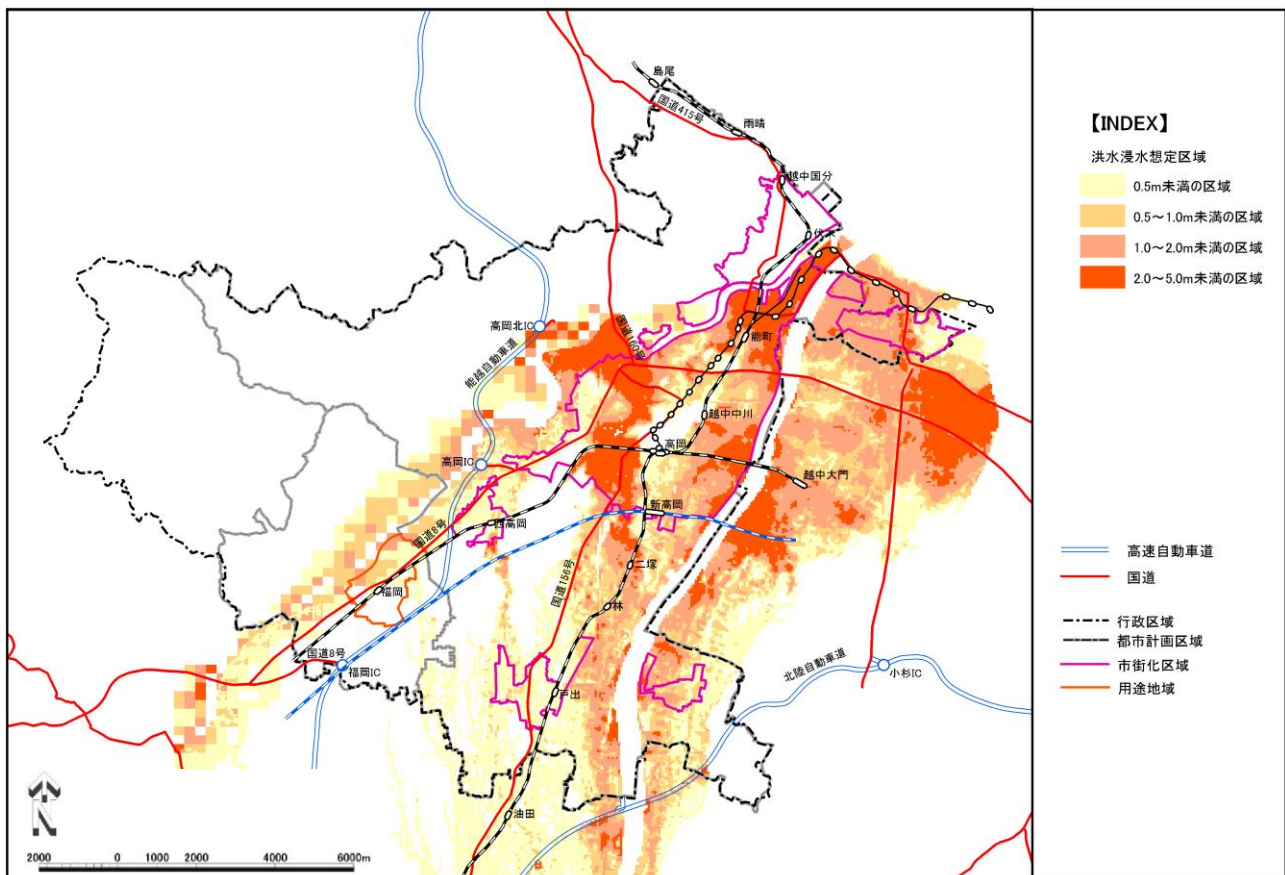 島尾
国道415号
雨晴
越中国分
伏木
高岡北IC
国道160号
能町
能越自動車道
越中中川
高岡
高岡IC
越中大門
新高岡
西高岡
国道8号
二塚
国道156号
福岡
林
国道8号
福岡IC
北陸自動車道
小杉IC
戸出
油田
N
2000 0 1000 2000 4000 6000m
【INDEX】
洪水浸水想定区域
0.5m未満の区域
0.5～1.0m未満の区域
1.0～2.0m未満の区域
2.0～5.0m未満の区域
高速自動車道
国道
行政区域
都市計画区域
市街化区域
用途地域